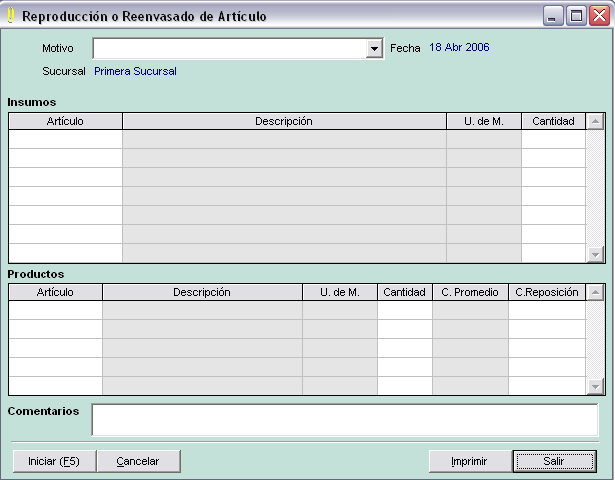 Reproducción o Reenvasado de Artículo
Motivo Fecha 18 Abr 2006
Sucursal Primera Sucursal
Insumos
Artículo Descripción U. de M. Cantidad
Productos
Artículo Descripción U. de M. Cantidad C. Promedio C.Reposición
Comentarios
Iniciar (F5) Cancelar Imprimir Salir